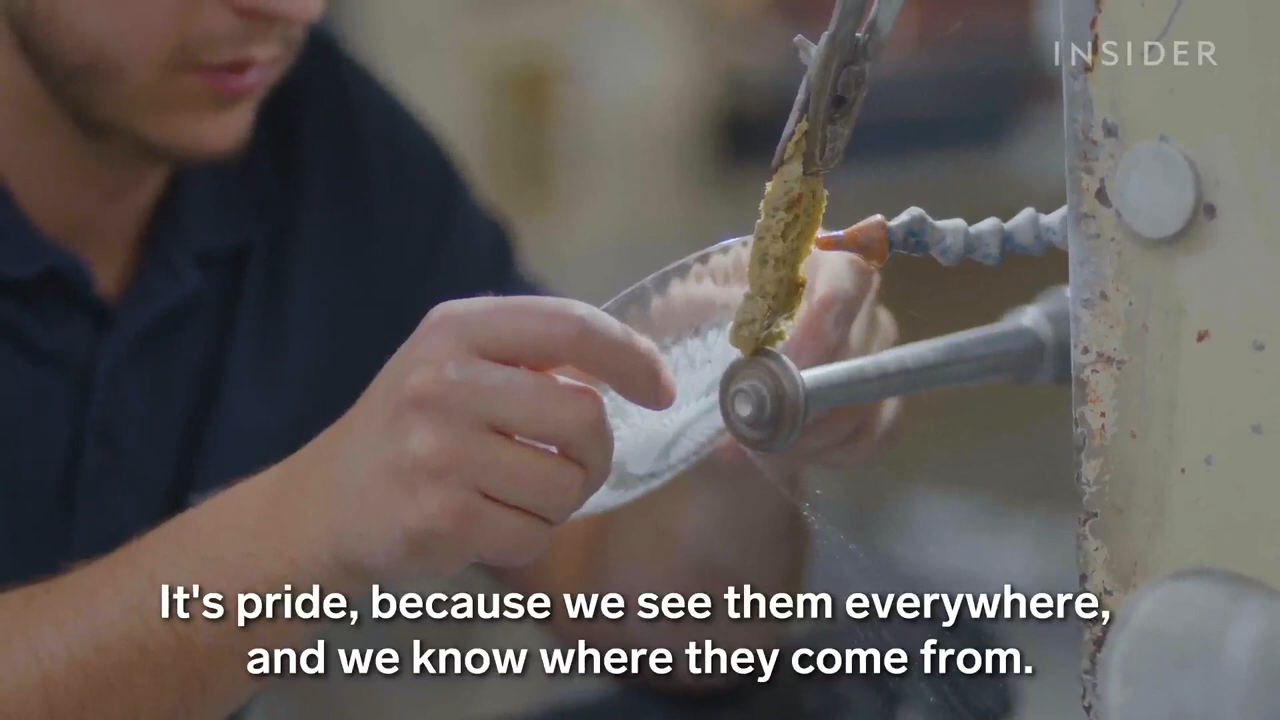 INSIDER
It's pride, because we see them everywhere,
and we know where they come from.